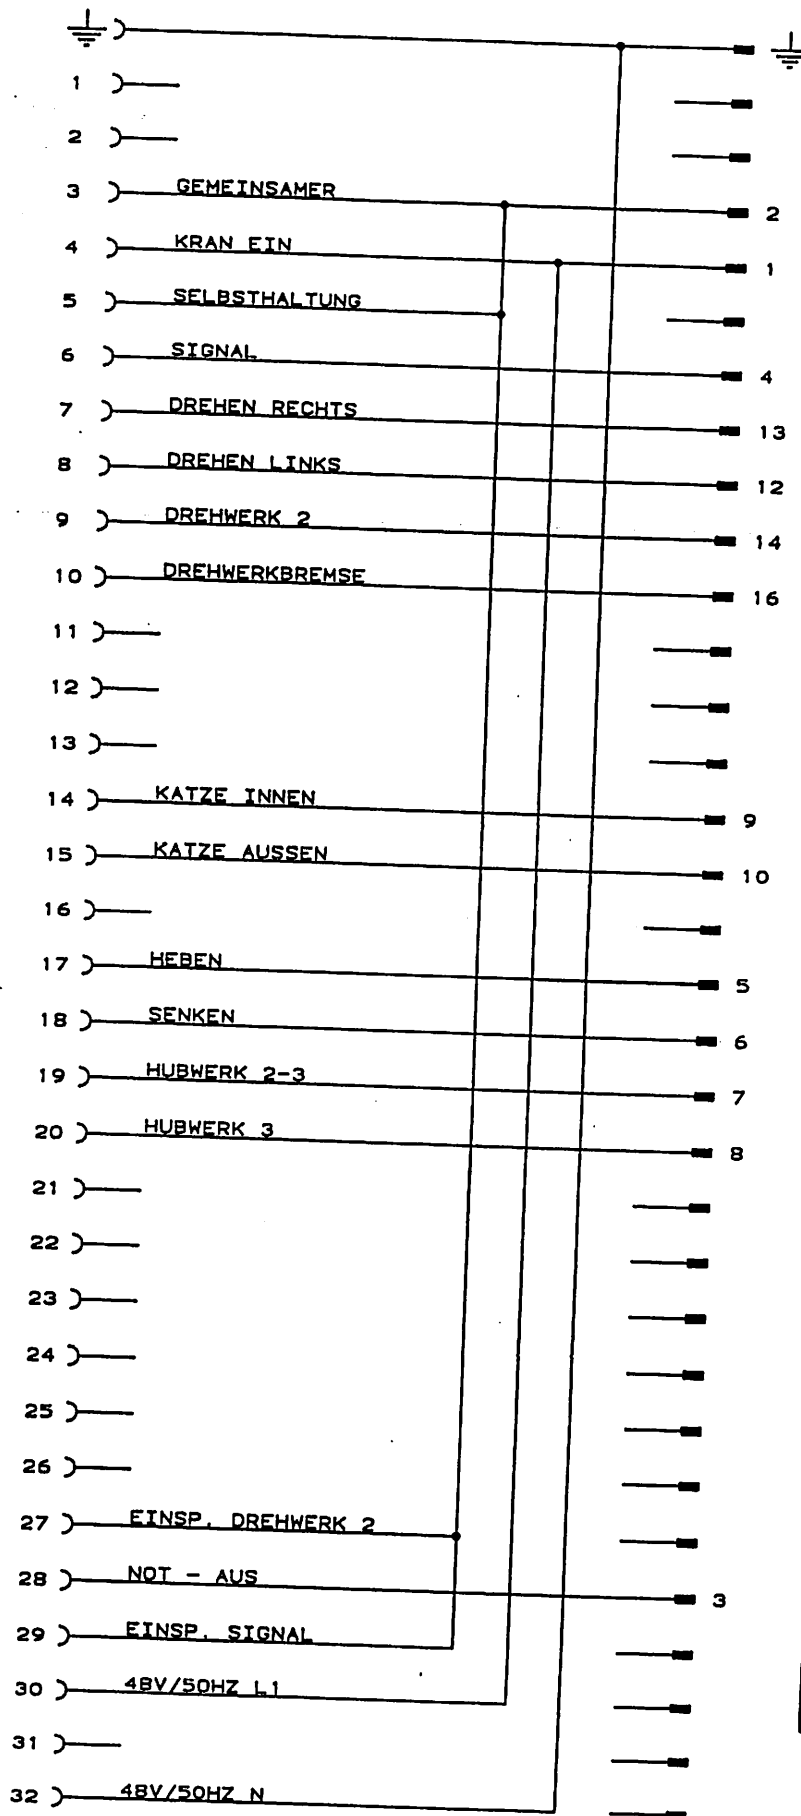 1
2
3 GEMEINSAMER 2
4 KRAN EIN 1
5 SELBSTHALTUNG
6 SIGNAL 4
7 DREHEN RECHTS 13
8 DREHEN LINKS 12
9 DREHWERK 2 14
10 DREHWERKBREMSE 16
11
12
13
14 KATZE INNEN 9
15 KATZE AUSSEN 10
16
17 HEBEN 5
18 SENKEN 6
19 HUBWERK 2-3 7
20 HUBWERK 3 8
21
22
23
24
25
26
27 EINSP. DREHWERK 2
28 NOT - AUS 3
29 EINSP. SIGNAL
30 48V/50HZ L1
31
32 48V/50HZ N